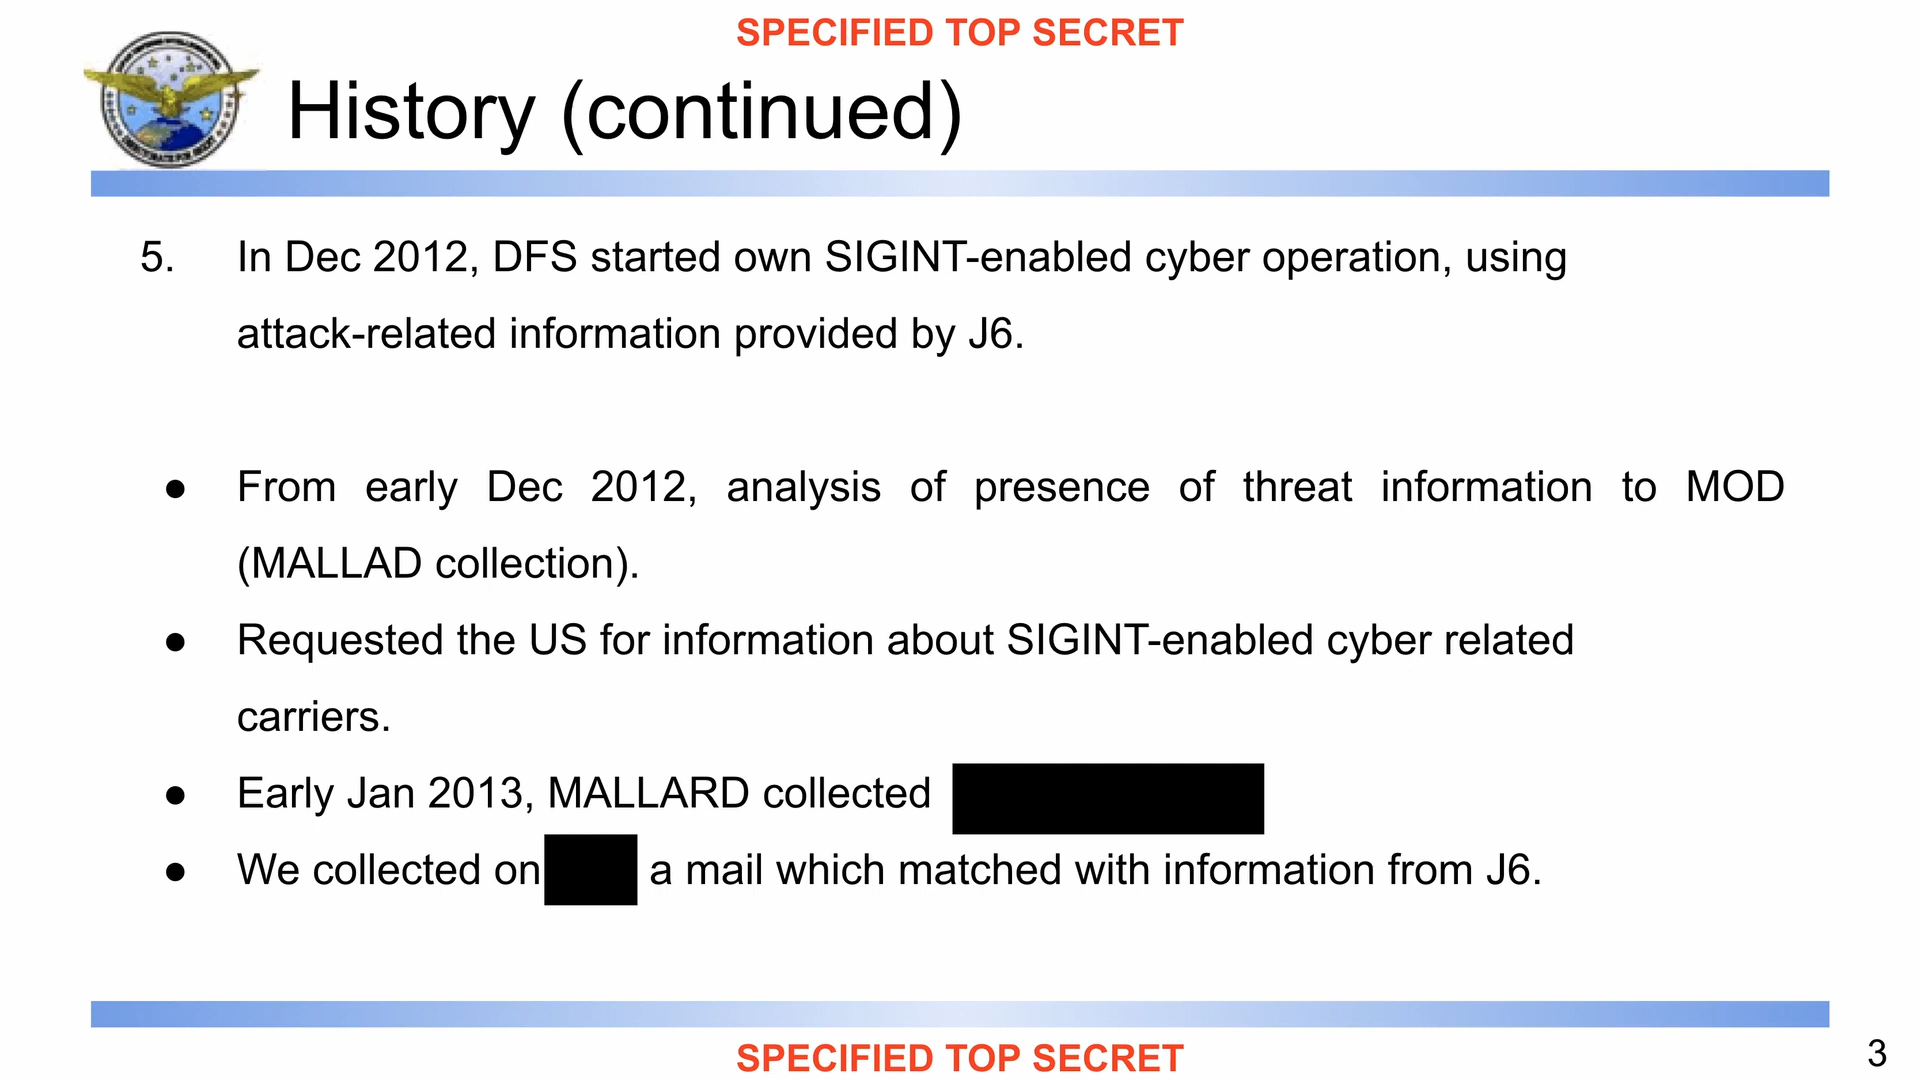 SPECIFIED TOP SECRET
History (continued)
5. In Dec 2012, DFS started own SIGINT-enabled cyber operation, using
attack-related information provided by J6.
● From early Dec 2012, analysis of presence of threat information to MOD
(MALLAD collection).
● Requested the US for information about SIGINT-enabled cyber related
carriers.
● Early Jan 2013, MALLARD collected
● We collected on a mail which matched with information from J6.
SPECIFIED TOP SECRET
3